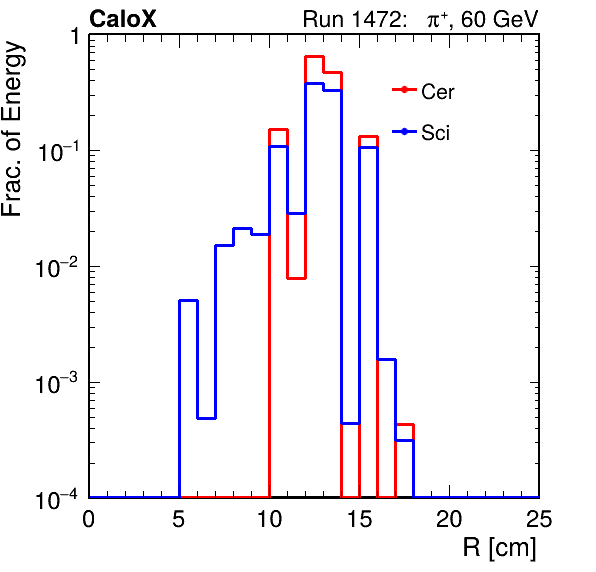 CaloX Run 1472: π⁺, 60 GeV
Frac. of Energy
1
10⁻¹
10⁻²
10⁻³
10⁻⁴
Cer
Sci
0 5 10 15 20 25
R [cm]